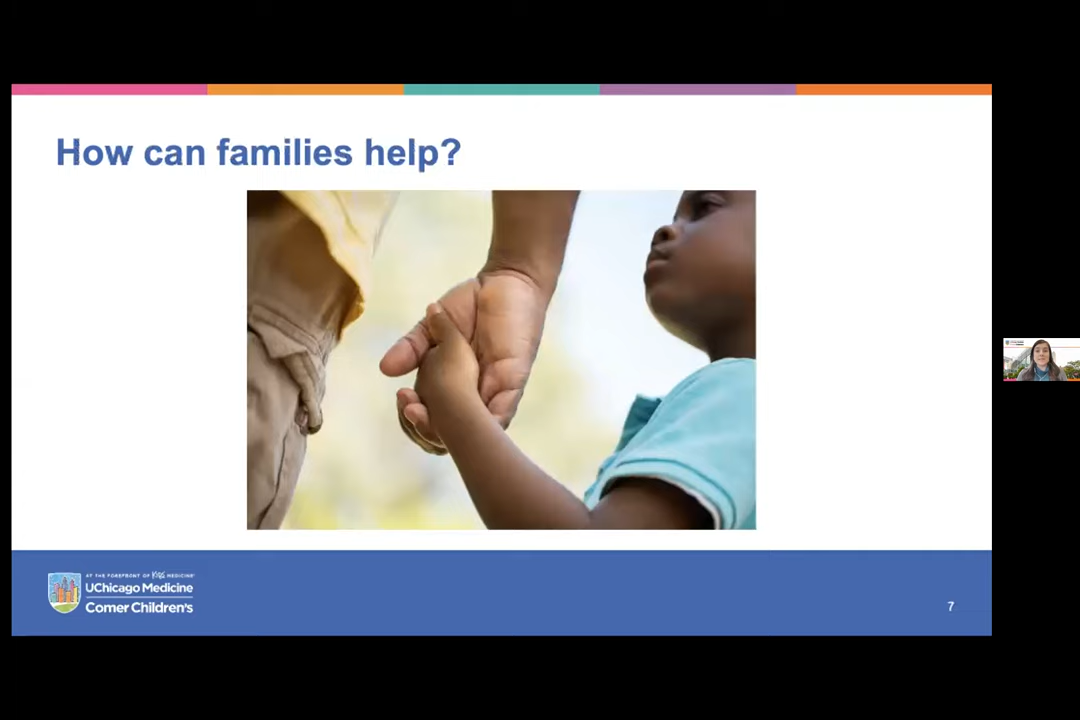 How can families help?
AT THE FOREFRONT OF Kids MEDICINE®
UChicago Medicine
Comer Children's
7